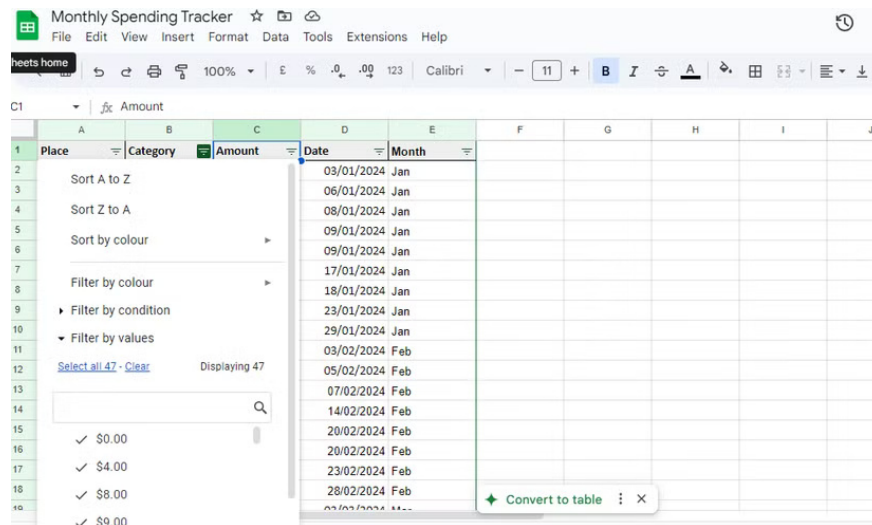 Monthly Spending Tracker
File Edit View Insert Format Data Tools Extensions Help
heets home
100% £ % .0 .00 123 Calibri 11 B I A
C1 fx Amount
A B C D E F G H I J
1 Place Category Amount Date Month
2 03/01/2024 Jan
3 06/01/2024 Jan
4 08/01/2024 Jan
5 09/01/2024 Jan
6 09/01/2024 Jan
7 17/01/2024 Jan
8 18/01/2024 Jan
9 23/01/2024 Jan
10 29/01/2024 Jan
11 03/02/2024 Feb
12 05/02/2024 Feb
13 07/02/2024 Feb
14 14/02/2024 Feb
15 20/02/2024 Feb
16 20/02/2024 Feb
17 23/02/2024 Feb
18 28/02/2024 Feb
19 03/03/2024 Mar
Sort A to Z
Sort Z to A
Sort by colour
Filter by colour
Filter by condition
Filter by values
Select all 47 - Clear Displaying 47
$0.00
$4.00
$8.00
$9.00
Convert to table